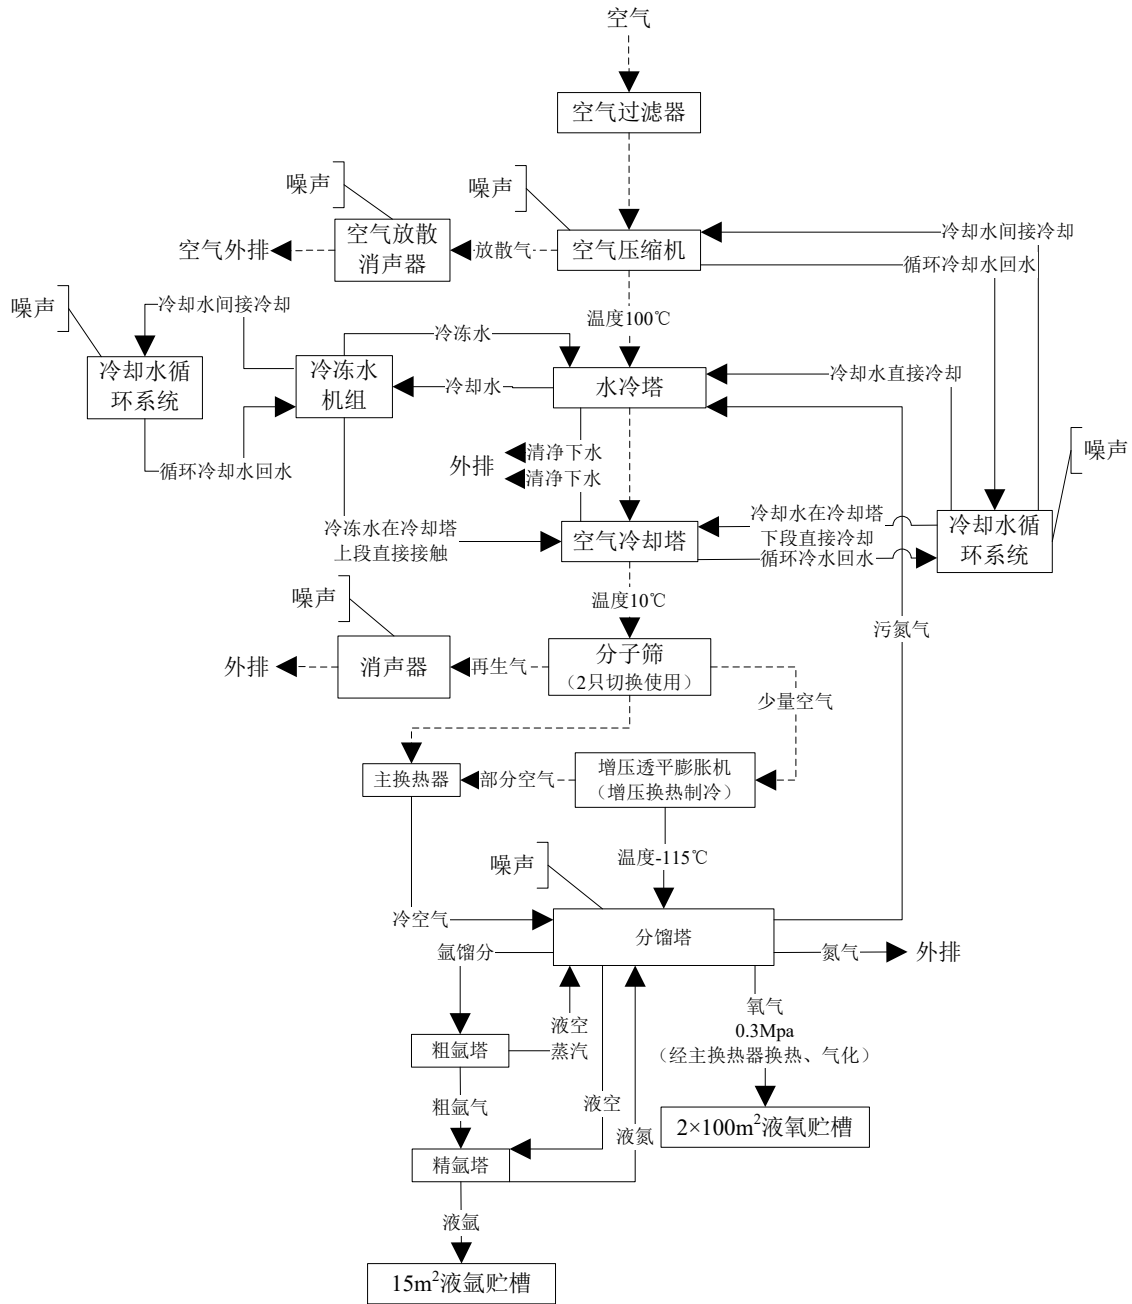 空气
空气过滤器
噪声
噪声
空气放散
消声器
空气外排
放散气
空气压缩机
冷却水间接冷却
循环冷却水回水
噪声
冷却水间接冷却
温度100℃
冷冻水
冷却水循
环系统
冷冻水
机组
冷却水
水冷塔
冷却水直接冷却
循环冷却水回水
外排
清净下水
清净下水
噪声
冷冻水在冷却塔
上段直接接触
空气冷却塔
冷却水在冷却塔
下段直接冷却
循环冷水回水
冷却水循
环系统
噪声
温度10℃
污氮气
外排
消声器
再生气
分子筛
（2只切换使用）
少量空气
主换热器
部分空气
增压透平膨胀机
（增压换热制冷）
噪声
温度-115℃
冷空气
分馏塔
氩馏分
氮气
外排
液空
蒸汽
氧气
0.3Mpa
（经主换热器换热、气化）
粗氩塔
粗氩气
液空
液氮
2×100m²液氧贮槽
精氩塔
液氩
15m²液氩贮槽